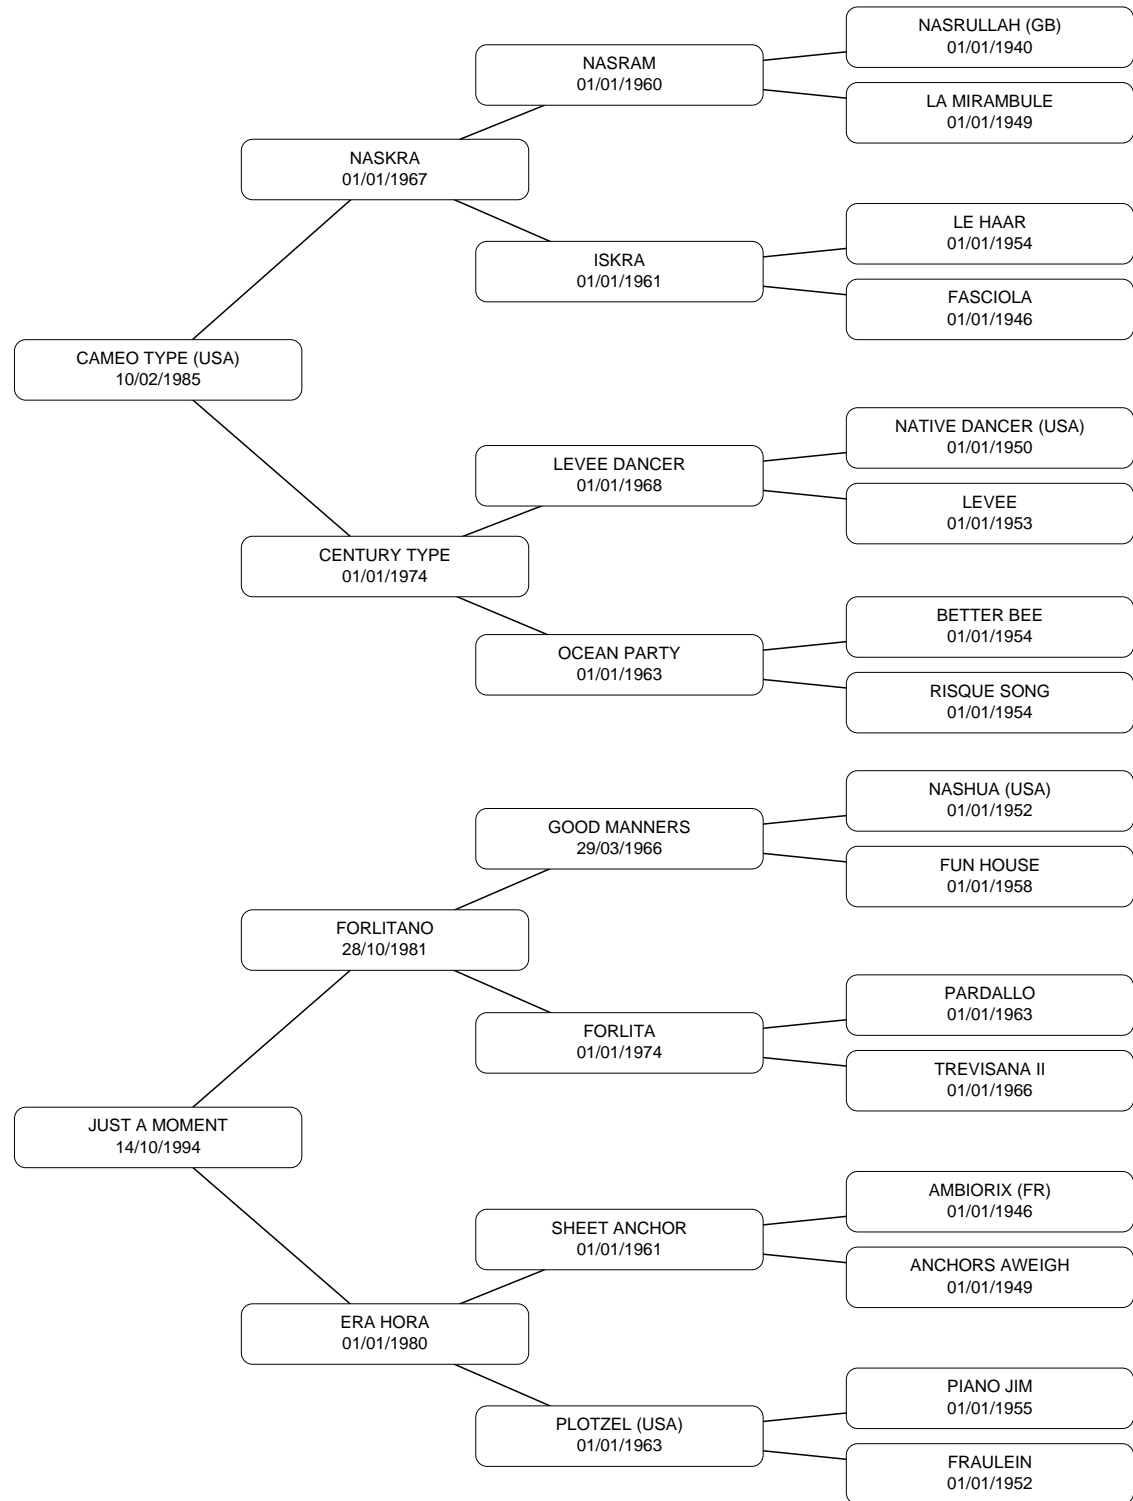 NASRULLAH (GB)
01/01/1940
NASRAM
01/01/1960
LA MIRAMBULE
01/01/1949
NASKRA
01/01/1967
LE HAAR
01/01/1954
ISKRA
01/01/1961
FASCIOLA
01/01/1946
CAMEO TYPE (USA)
10/02/1985
NATIVE DANCER (USA)
01/01/1950
LEVEE DANCER
01/01/1968
LEVEE
01/01/1953
CENTURY TYPE
01/01/1974
BETTER BEE
01/01/1954
OCEAN PARTY
01/01/1963
RISQUE SONG
01/01/1954
NASHUA (USA)
01/01/1952
GOOD MANNERS
29/03/1966
FUN HOUSE
01/01/1958
FORLITANO
28/10/1981
PARDALLO
01/01/1963
FORLITA
01/01/1974
TREVISANA II
01/01/1966
JUST A MOMENT
14/10/1994
AMBIORIX (FR)
01/01/1946
SHEET ANCHOR
01/01/1961
ANCHORS AWEIGH
01/01/1949
ERA HORA
01/01/1980
PIANO JIM
01/01/1955
PLOTZEL (USA)
01/01/1963
FRAULEIN
01/01/1952